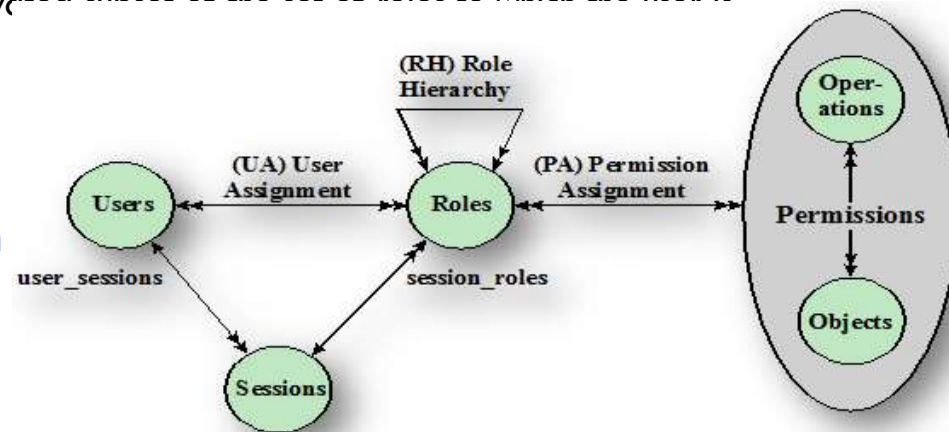 (RH) Role
Hierarchy
Oper-
ations
(UA) User
Assignment
(PA) Permission
Assignment
Users
Roles
Permissions
user_sessions
session_roles
Objects
Sessions